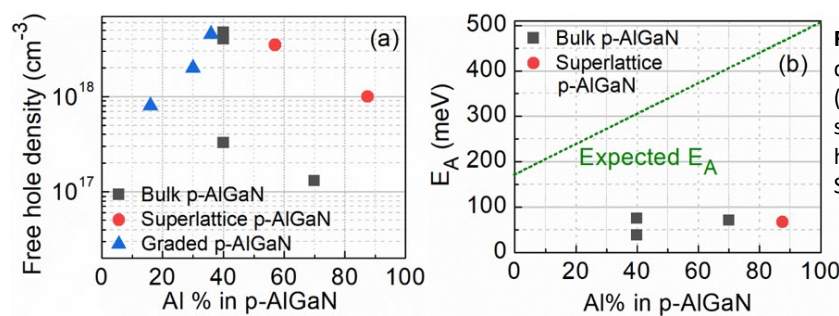 (a)
Free hole density (cm⁻³)
10¹⁸
10¹⁷
Bulk p-AlGaN
Superlattice p-AlGaN
Graded p-AlGaN
0 20 40 60 80 100
Al % in p-AlGaN
500
400
300
200
100
0
E_A (meV)
Bulk p-AlGaN
Superlattice
p-AlGaN
(b)
Expected E_A
0 20 40 60 80 100
Al% in p-AlGaN